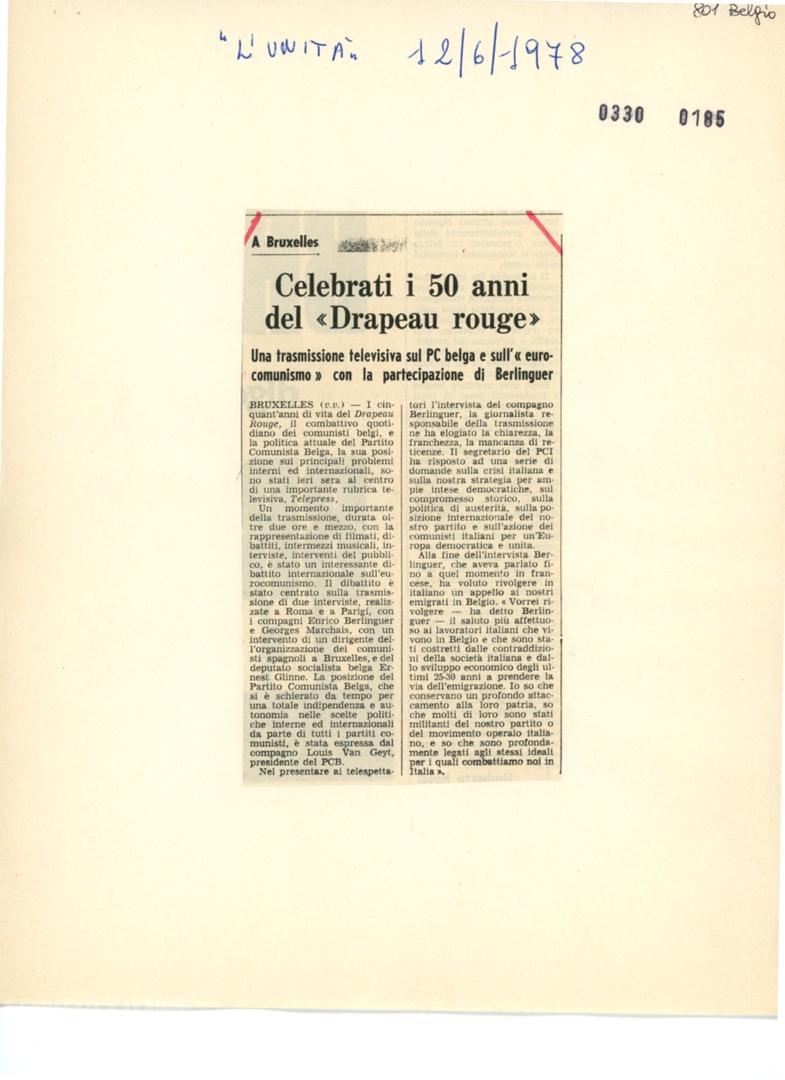 801 Belgio
"L'UNITÀ" 12/6/1978
0330 0185
A Bruxelles
Celebrati i 50 anni
del «Drapeau rouge»
Una trasmissione televisiva sul PC belga e sull'« euro-
comunismo » con la partecipazione di Berlinguer
BRUXELLES (v.v.) — I cin-
quant'anni di vita del Drapeau
Rouge, il combattivo quoti-
diano dei comunisti belgi, e
la politica attuale del Partito
Comunista Belga, la sua posi-
zione sui principali problemi
interni ed internazionali, so-
no stati ieri sera al centro
di una importante rubrica te-
levisiva, Telepress,
Un momento importante
della trasmissione, durata ol-
tre due ore e mezzo, con la
rappresentazione di filmati, di-
battiti, intermezzi musicali, in-
terviste, interventi del pubbli-
co, è stato un interessante di-
battito internazionale sull'eu-
rocomunismo. Il dibattito è
stato centrato sulla trasmis-
sione di due interviste, realiz-
zate a Roma e a Parigi, con
i compagni Enrico Berlinguer
e Georges Marchais, con un
intervento di un dirigente del-
l'organizzazione dei comuni-
sti spagnoli a Bruxelles, e del
deputato socialista belga Er-
nest Glinne. La posizione del
Partito Comunista Belga, che
si è schierato da tempo per
una totale indipendenza e au-
tonomia nelle scelte politi-
che interne ed internazionali
da parte di tutti i partiti co-
munisti, è stata espressa dal
compagno Louis Van Geyt,
presidente del PCB.
Nel presentare ai telespetta-
tori l'intervista del compagno
Berlinguer, la giornalista re-
sponsabile della trasmissione
ne ha elogiato la chiarezza, la
franchezza, la mancanza di re-
ticenze. Il segretario del PCI
ha risposto ad una serie di
domande sulla crisi italiana e
sulla nostra strategia per am-
pie intese democratiche, sul
compromesso storico, sulla
politica di austerità, sulla po-
sizione internazionale del no-
stro partito e sull'azione dei
comunisti italiani per un'Eu-
ropa democratica e unita.
Alla fine dell'intervista Ber-
linguer, che aveva parlato fi-
no a quel momento in fran-
cese, ha voluto rivolgere in
italiano un appello ai nostri
emigrati in Belgio. « Vorrei ri-
volgere — ha detto Berlin-
guer — il saluto più affettuo-
so ai lavoratori italiani che vi-
vono in Belgio e che sono sta-
ti costretti dalle contraddizio-
ni della società italiana e dal-
lo sviluppo economico degli ul-
timi 25-30 anni a prendere la
via dell'emigrazione. Io so che
conservano un profondo attac-
camento alla loro patria, so
che molti di loro sono stati
militanti del nostro partito o
del movimento operaio italia-
no, e so che sono profonda-
mente legati agli stessi ideali
per i quali combattiamo noi in
Italia ».